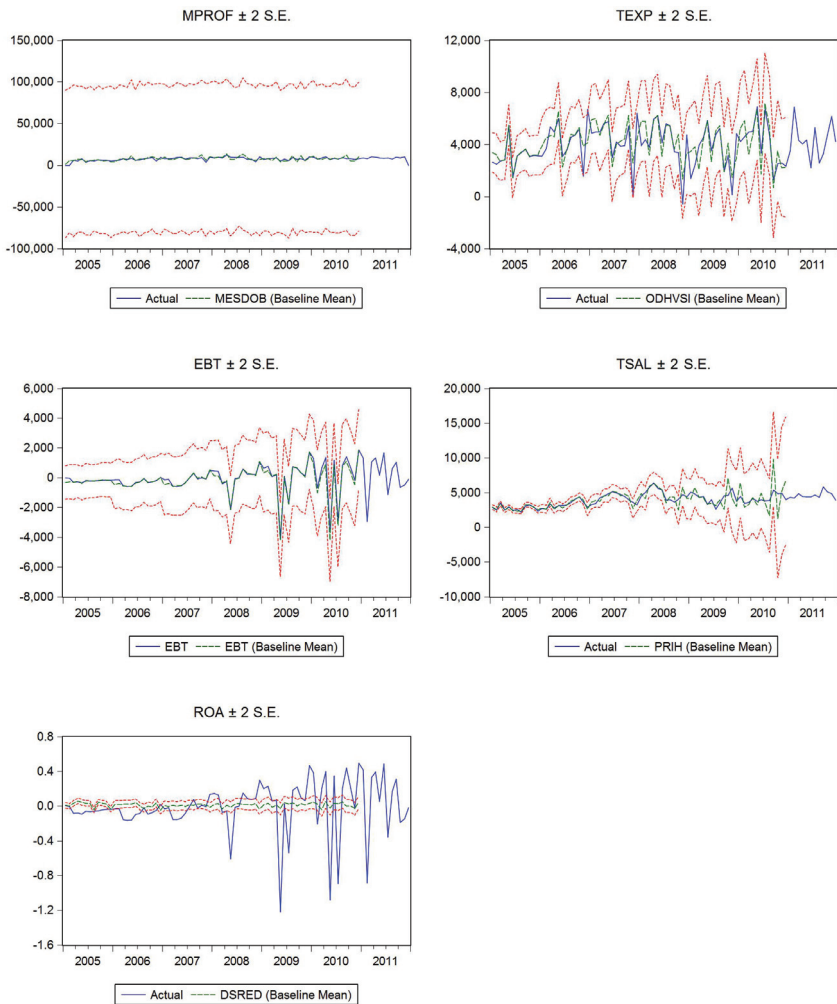 MPROF ± 2 S.E.
150,000
100,000
50,000
0
-50,000
-100,000
2005 2006 2007 2008 2009 2010 2011
Actual MESDOB (Baseline Mean)
TEXP ± 2 S.E.
12,000
8,000
4,000
0
-4,000
2005 2006 2007 2008 2009 2010 2011
Actual ODHVSI (Baseline Mean)
EBT ± 2 S.E.
6,000
4,000
2,000
0
-2,000
-4,000
-6,000
-8,000
2005 2006 2007 2008 2009 2010 2011
EBT EBT (Baseline Mean)
TSAL ± 2 S.E.
20,000
15,000
10,000
5,000
0
-5,000
-10,000
2005 2006 2007 2008 2009 2010 2011
Actual PRIH (Baseline Mean)
ROA ± 2 S.E.
0.8
0.4
0.0
-0.4
-0.8
-1.2
-1.6
2005 2006 2007 2008 2009 2010 2011
Actual DSRED (Baseline Mean)